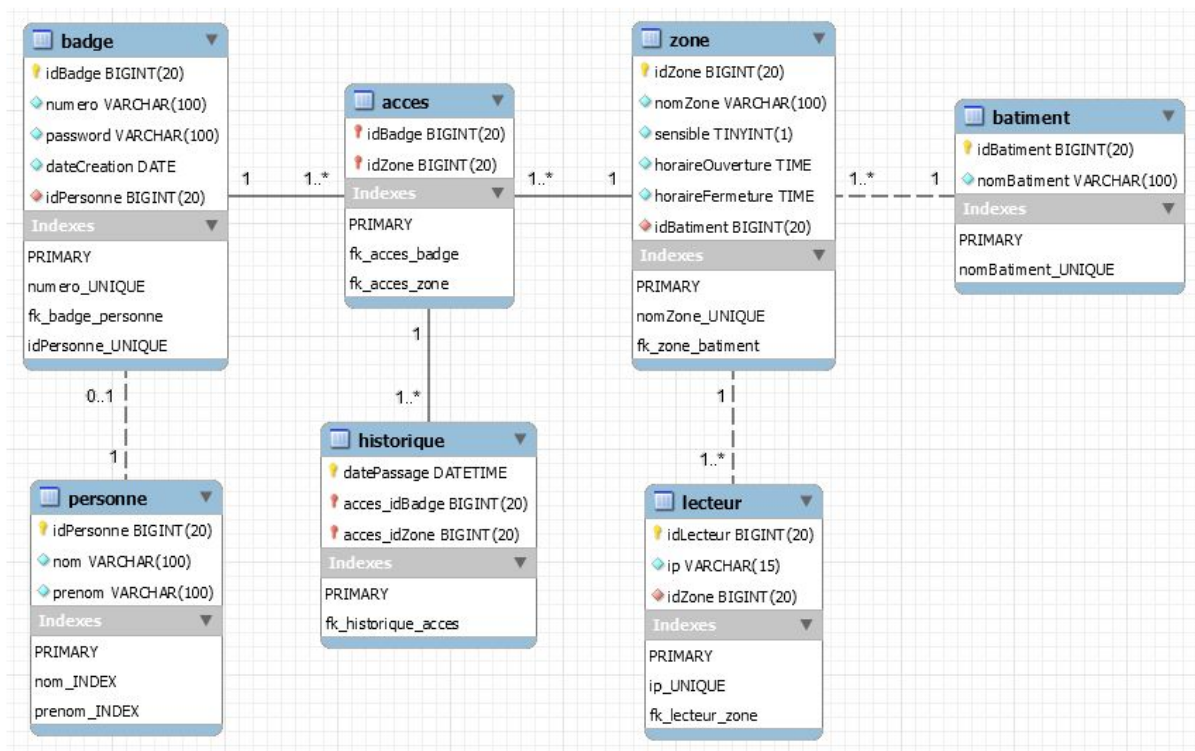 badge
idBadge BIGINT(20)
numero VARCHAR(100)
password VARCHAR(100)
dateCreation DATE
idPersonne BIGINT(20)
Indexes
PRIMARY
numero_UNIQUE
fk_badge_personne
idPersonne_UNIQUE
1
1..*
acces
idBadge BIGINT(20)
idZone BIGINT(20)
Indexes
PRIMARY
fk_acces_badge
fk_acces_zone
1..*
1
zone
idZone BIGINT(20)
nomZone VARCHAR(100)
sensible TINYINT(1)
horaireOuverture TIME
horaireFermeture TIME
idBatiment BIGINT(20)
Indexes
PRIMARY
nomZone_UNIQUE
fk_zone_batiment
1..*
1
batiment
idBatiment BIGINT(20)
nomBatiment VARCHAR(100)
Indexes
PRIMARY
nomBatiment_UNIQUE
0..1
1
personne
idPersonne BIGINT(20)
nom VARCHAR(100)
prenom VARCHAR(100)
Indexes
PRIMARY
nom_INDEX
prenom_INDEX
1
1..*
historique
datePassage DATETIME
acces_idBadge BIGINT(20)
acces_idZone BIGINT(20)
Indexes
PRIMARY
fk_historique_acces
1
1..*
lecteur
idLecteur BIGINT(20)
ip VARCHAR(15)
idZone BIGINT(20)
Indexes
PRIMARY
ip_UNIQUE
fk_lecteur_zone